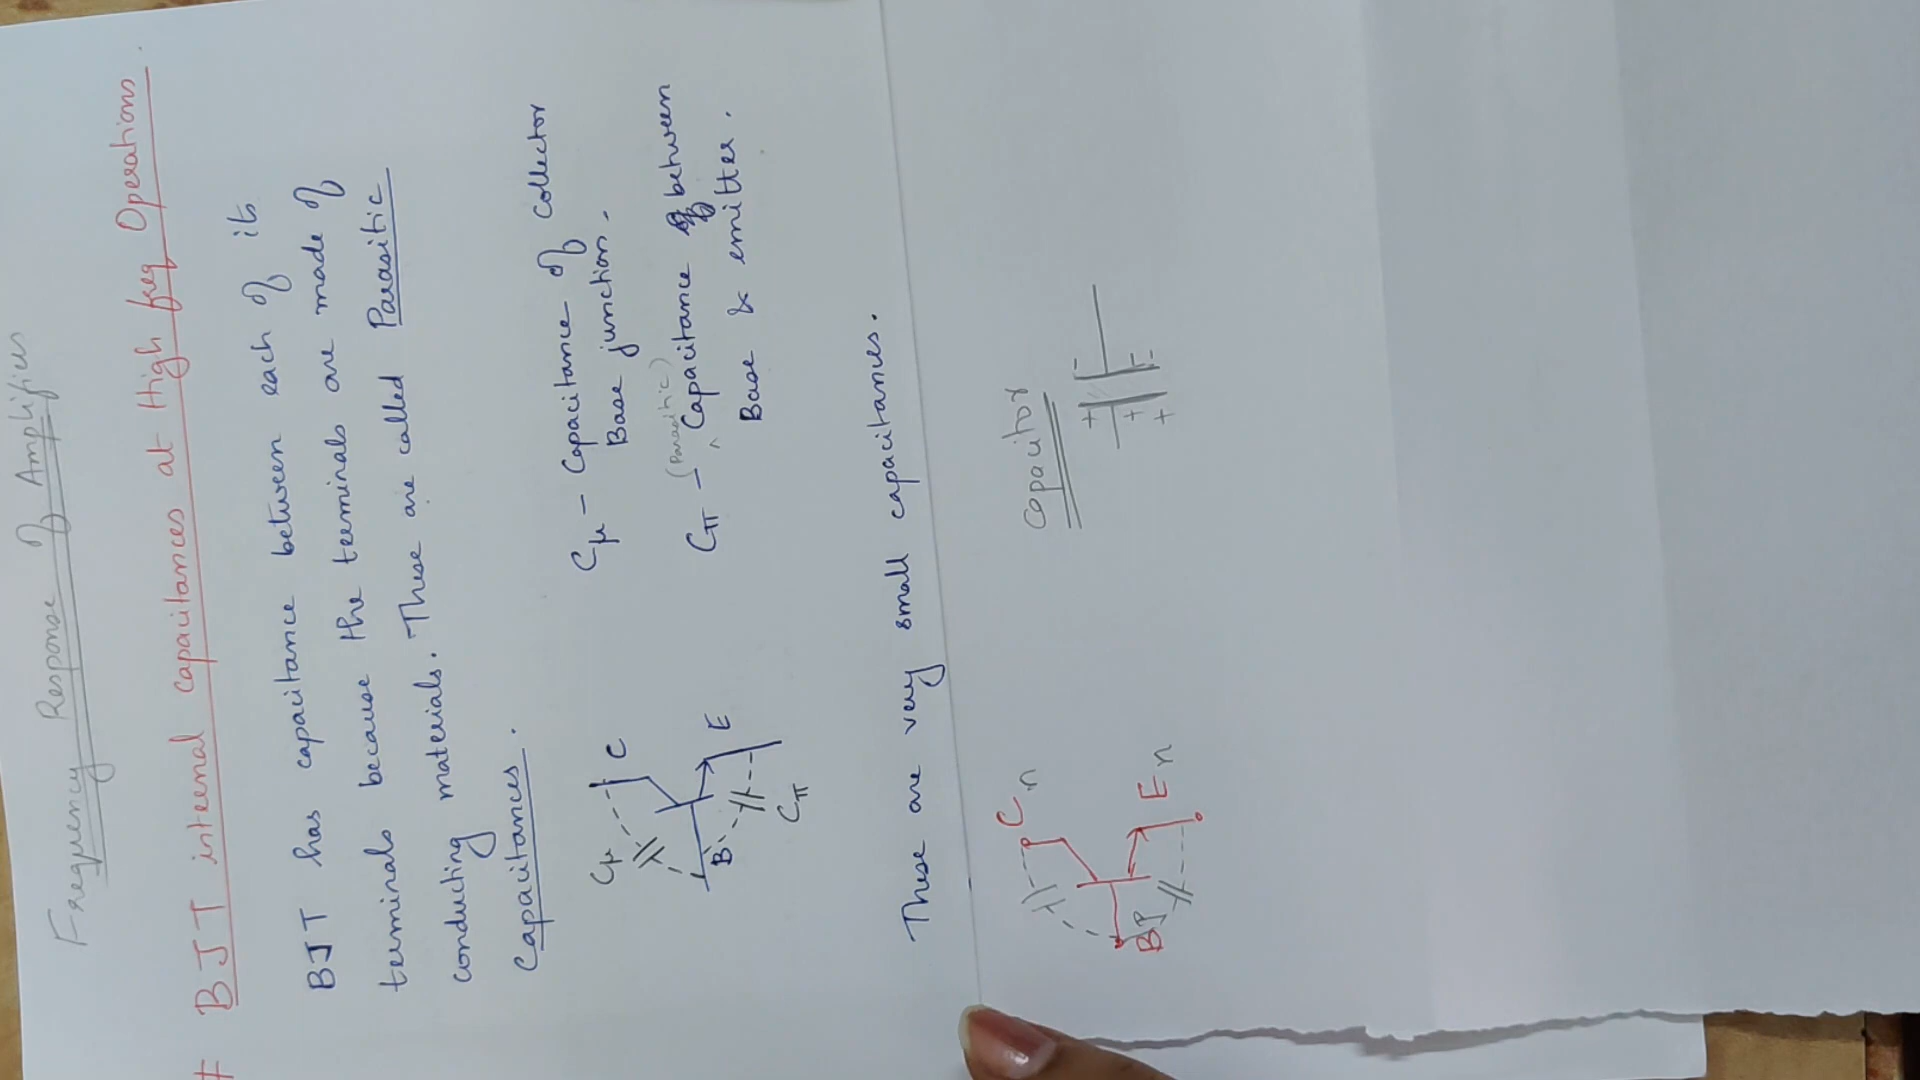 Frequency Response of Amplifiers
# BJT internal capacitances at High freq Operations.
BJT has capacitance between each of its
terminals because the terminals are made of
conducting materials. These are called Parasitic
Capacitances.
Cμ
C
B
E
Cπ
Cμ - Capacitance of collector
Base junction.
(Parasitic)
Cπ - Capacitance between
Base & emitter.
These are very small capacitances.
C n
B P
E n
Capacitor
+ -
+ -
+ -